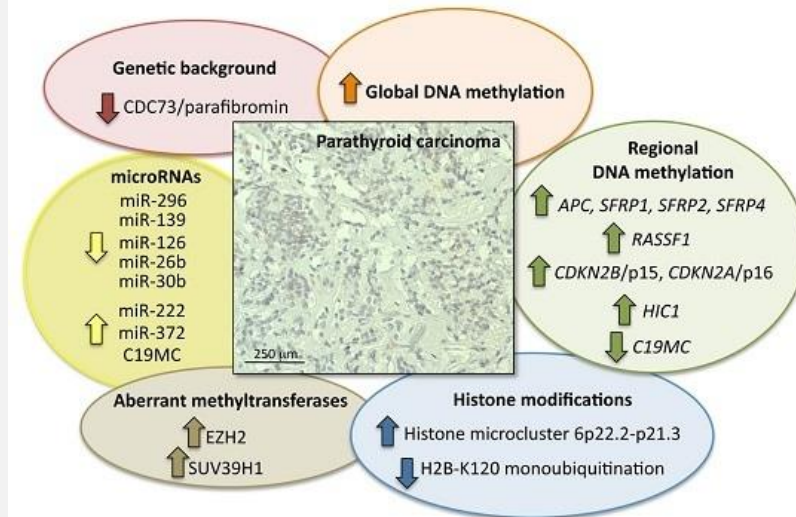 Genetic background
CDC73/parafibromin
Global DNA methylation
Parathyroid carcinoma
250 µm
microRNAs
miR-296
miR-139
miR-126
miR-26b
miR-30b
miR-222
miR-372
C19MC
Regional
DNA methylation
APC, SFRP1, SFRP2, SFRP4
RASSF1
CDKN2B/p15, CDKN2A/p16
HIC1
C19MC
Aberrant methyltransferases
EZH2
SUV39H1
Histone modifications
Histone microcluster 6p22.2-p21.3
H2B-K120 monoubiquitination